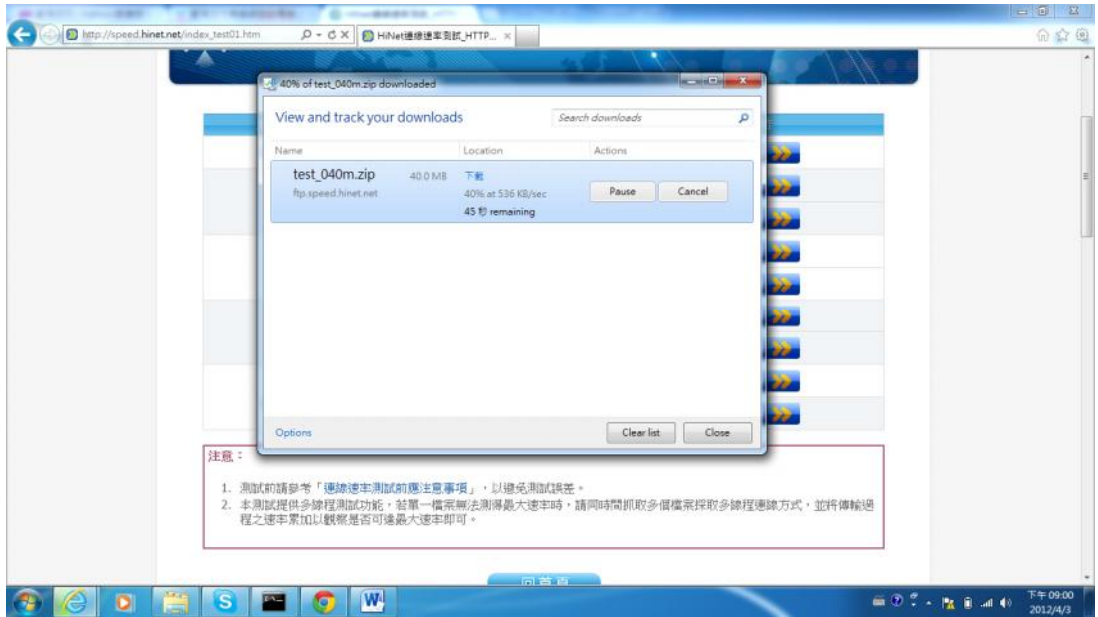 http://speed.hinet.net/index_test01.htm
HiNet連線速率測試_HTTP...
40% of test_040m.zip downloaded
View and track your downloads
Search downloads
Name Location Actions
test_040m.zip 40.0 MB 下載
ftp.speed.hinet.net 40% at 536 KB/sec Pause Cancel
45 秒 remaining
Options Clear list Close
注意：
1. 測試前請參考「連線速率測試前應注意事項」，以避免測試誤差。
2. 本測試提供多線程測試功能，若單一檔案無法測得最大速率時，請同時間抓取多個檔案採取多線程連線方式，並將傳輸過
程之速率累加以觀察是否可達最大速率即可。
回首頁
下午 09:00
2012/4/3